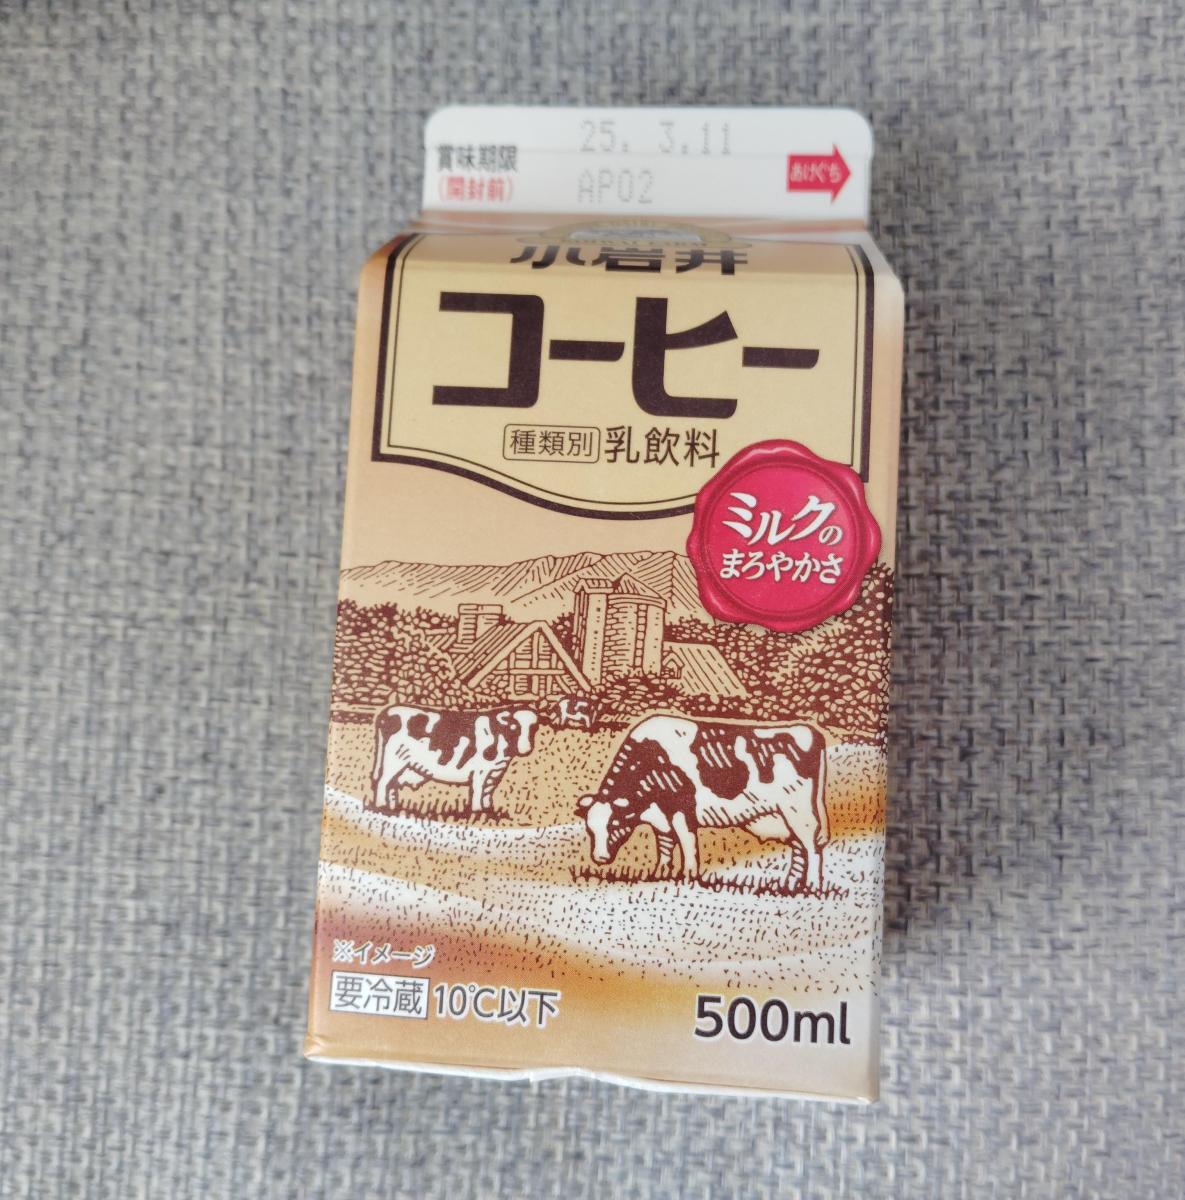 25. 3.11
賞味期限
(開封前)
AP02
あけぐち
小岩井
コーヒー
種類別 乳飲料
ミルクの
まろやかさ
※イメージ
要冷蔵 10℃以下
500ml